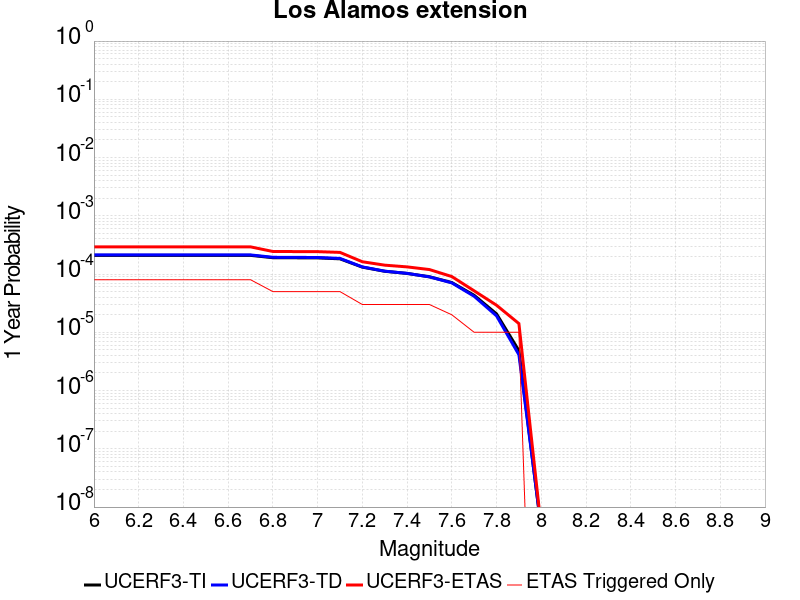 Los Alamos extension
10^0
10^-1
10^-2
10^-3
10^-4
10^-5
10^-6
10^-7
10^-8
1 Year Probability
6 6.2 6.4 6.6 6.8 7 7.2 7.4 7.6 7.8 8 8.2 8.4 8.6 8.8 9
Magnitude
UCERF3-TI UCERF3-TD UCERF3-ETAS ETAS Triggered Only